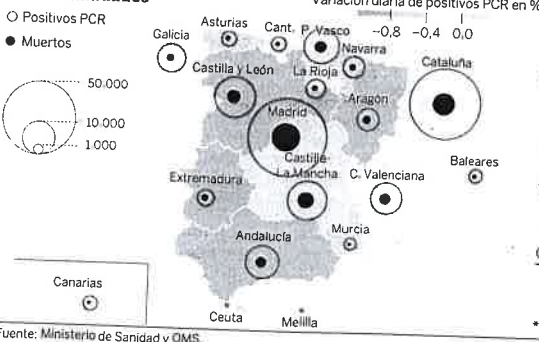 Variación diaria de positivos PCR en %
−0,8 −0,4 0,0
Positivos PCR
Muertos
50.000
10.000
1.000
Asturias
Cant.
P. Vasco
Galicia
Navarra
Cataluña
Castilla y León
La Rioja
Aragón
Madrid
Castilla-
La Mancha
C. Valenciana
Baleares
Extremadura
Murcia
Andalucía
Canarias
Ceuta
Melilla
*
Fuente: Ministerio de Sanidad y OMS.